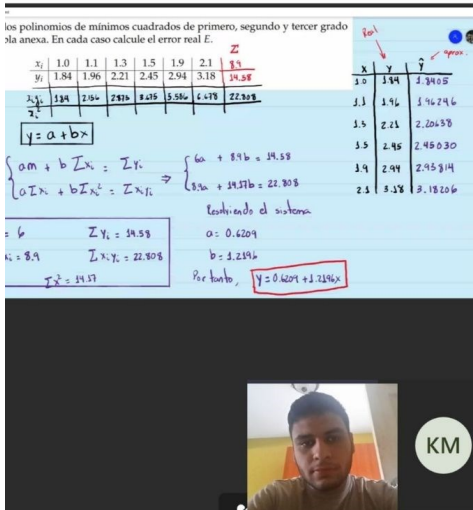 los polinomios de mínimos cuadrados de primero, segundo y tercer grado
bla anexa. En cada caso calcule el error real E.
Σ
xᵢ 1.0 1.1 1.3 1.5 1.9 2.1 8.9
yᵢ 1.84 1.96 2.21 2.45 2.94 3.18 14.58
xᵢyᵢ 1.84 2.156 2.873 3.675 5.586 6.678 22.808
xᵢ²
y = a + bx
am + b Σxᵢ = Σyᵢ
aΣxᵢ + bΣxᵢ² = Σxᵢyᵢ
⇒
6a + 8.9b = 14.58
8.9a + 14.17b = 22.808
Resolviendo el sistema
a = 0.6209
b = 1.2196
Por tanto, y = 0.6209 + 1.2196x
= 6 Σyᵢ = 14.58
xᵢ = 8.9 Σxᵢyᵢ = 22.808
Σx² = 14.17
Real
aprox.
x y ŷ
1.0 1.84 1.8405
1.1 1.96 1.96246
1.3 2.21 2.20638
1.5 2.45 2.45030
1.9 2.94 2.93814
2.1 3.18 3.18206
KM